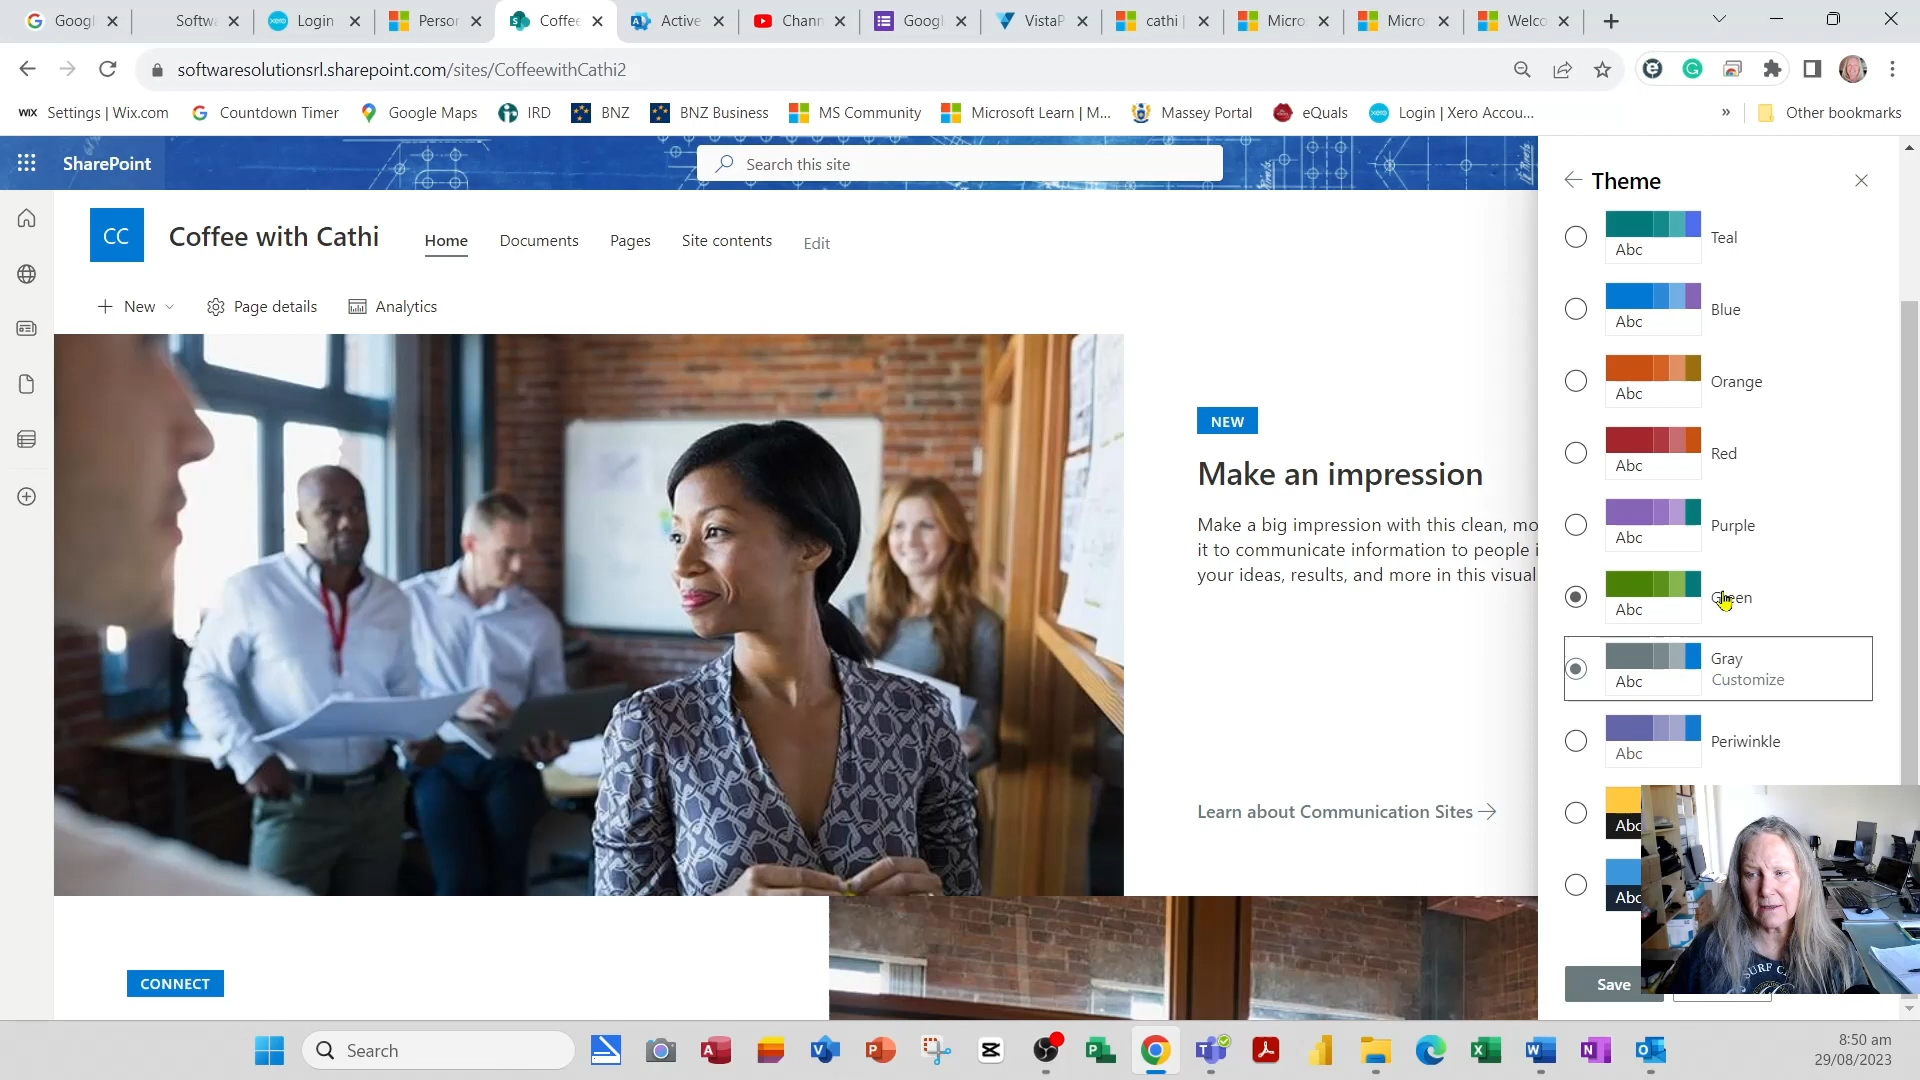 Googl
Softwa
Login
Person
Coffee
Active
Chann
Googl
VistaP
cathi |
Micro
Micro
Welco
softwaresolutionsrl.sharepoint.com/sites/CoffeewithCathi2
WIX Settings | Wix.com
Countdown Timer
Google Maps
IRD
BNZ
BNZ Business
MS Community
Microsoft Learn | M...
Massey Portal
eQuals
Login | Xero Accou...
»
Other bookmarks
SharePoint
Search this site
CC
Coffee with Cathi
Home
Documents
Pages
Site contents
Edit
New
Page details
Analytics
NEW
Make an impression
Make a big impression with this clean, mo
it to communicate information to people i
your ideas, results, and more in this visual
Learn about Communication Sites
CONNECT
Theme
Abc
Teal
Abc
Blue
Abc
Orange
Abc
Red
Abc
Purple
Abc
Green
Abc
Gray
Customize
Abc
Periwinkle
Abc
Abc
Save
SURF
Search
8:50 am
29/08/2023